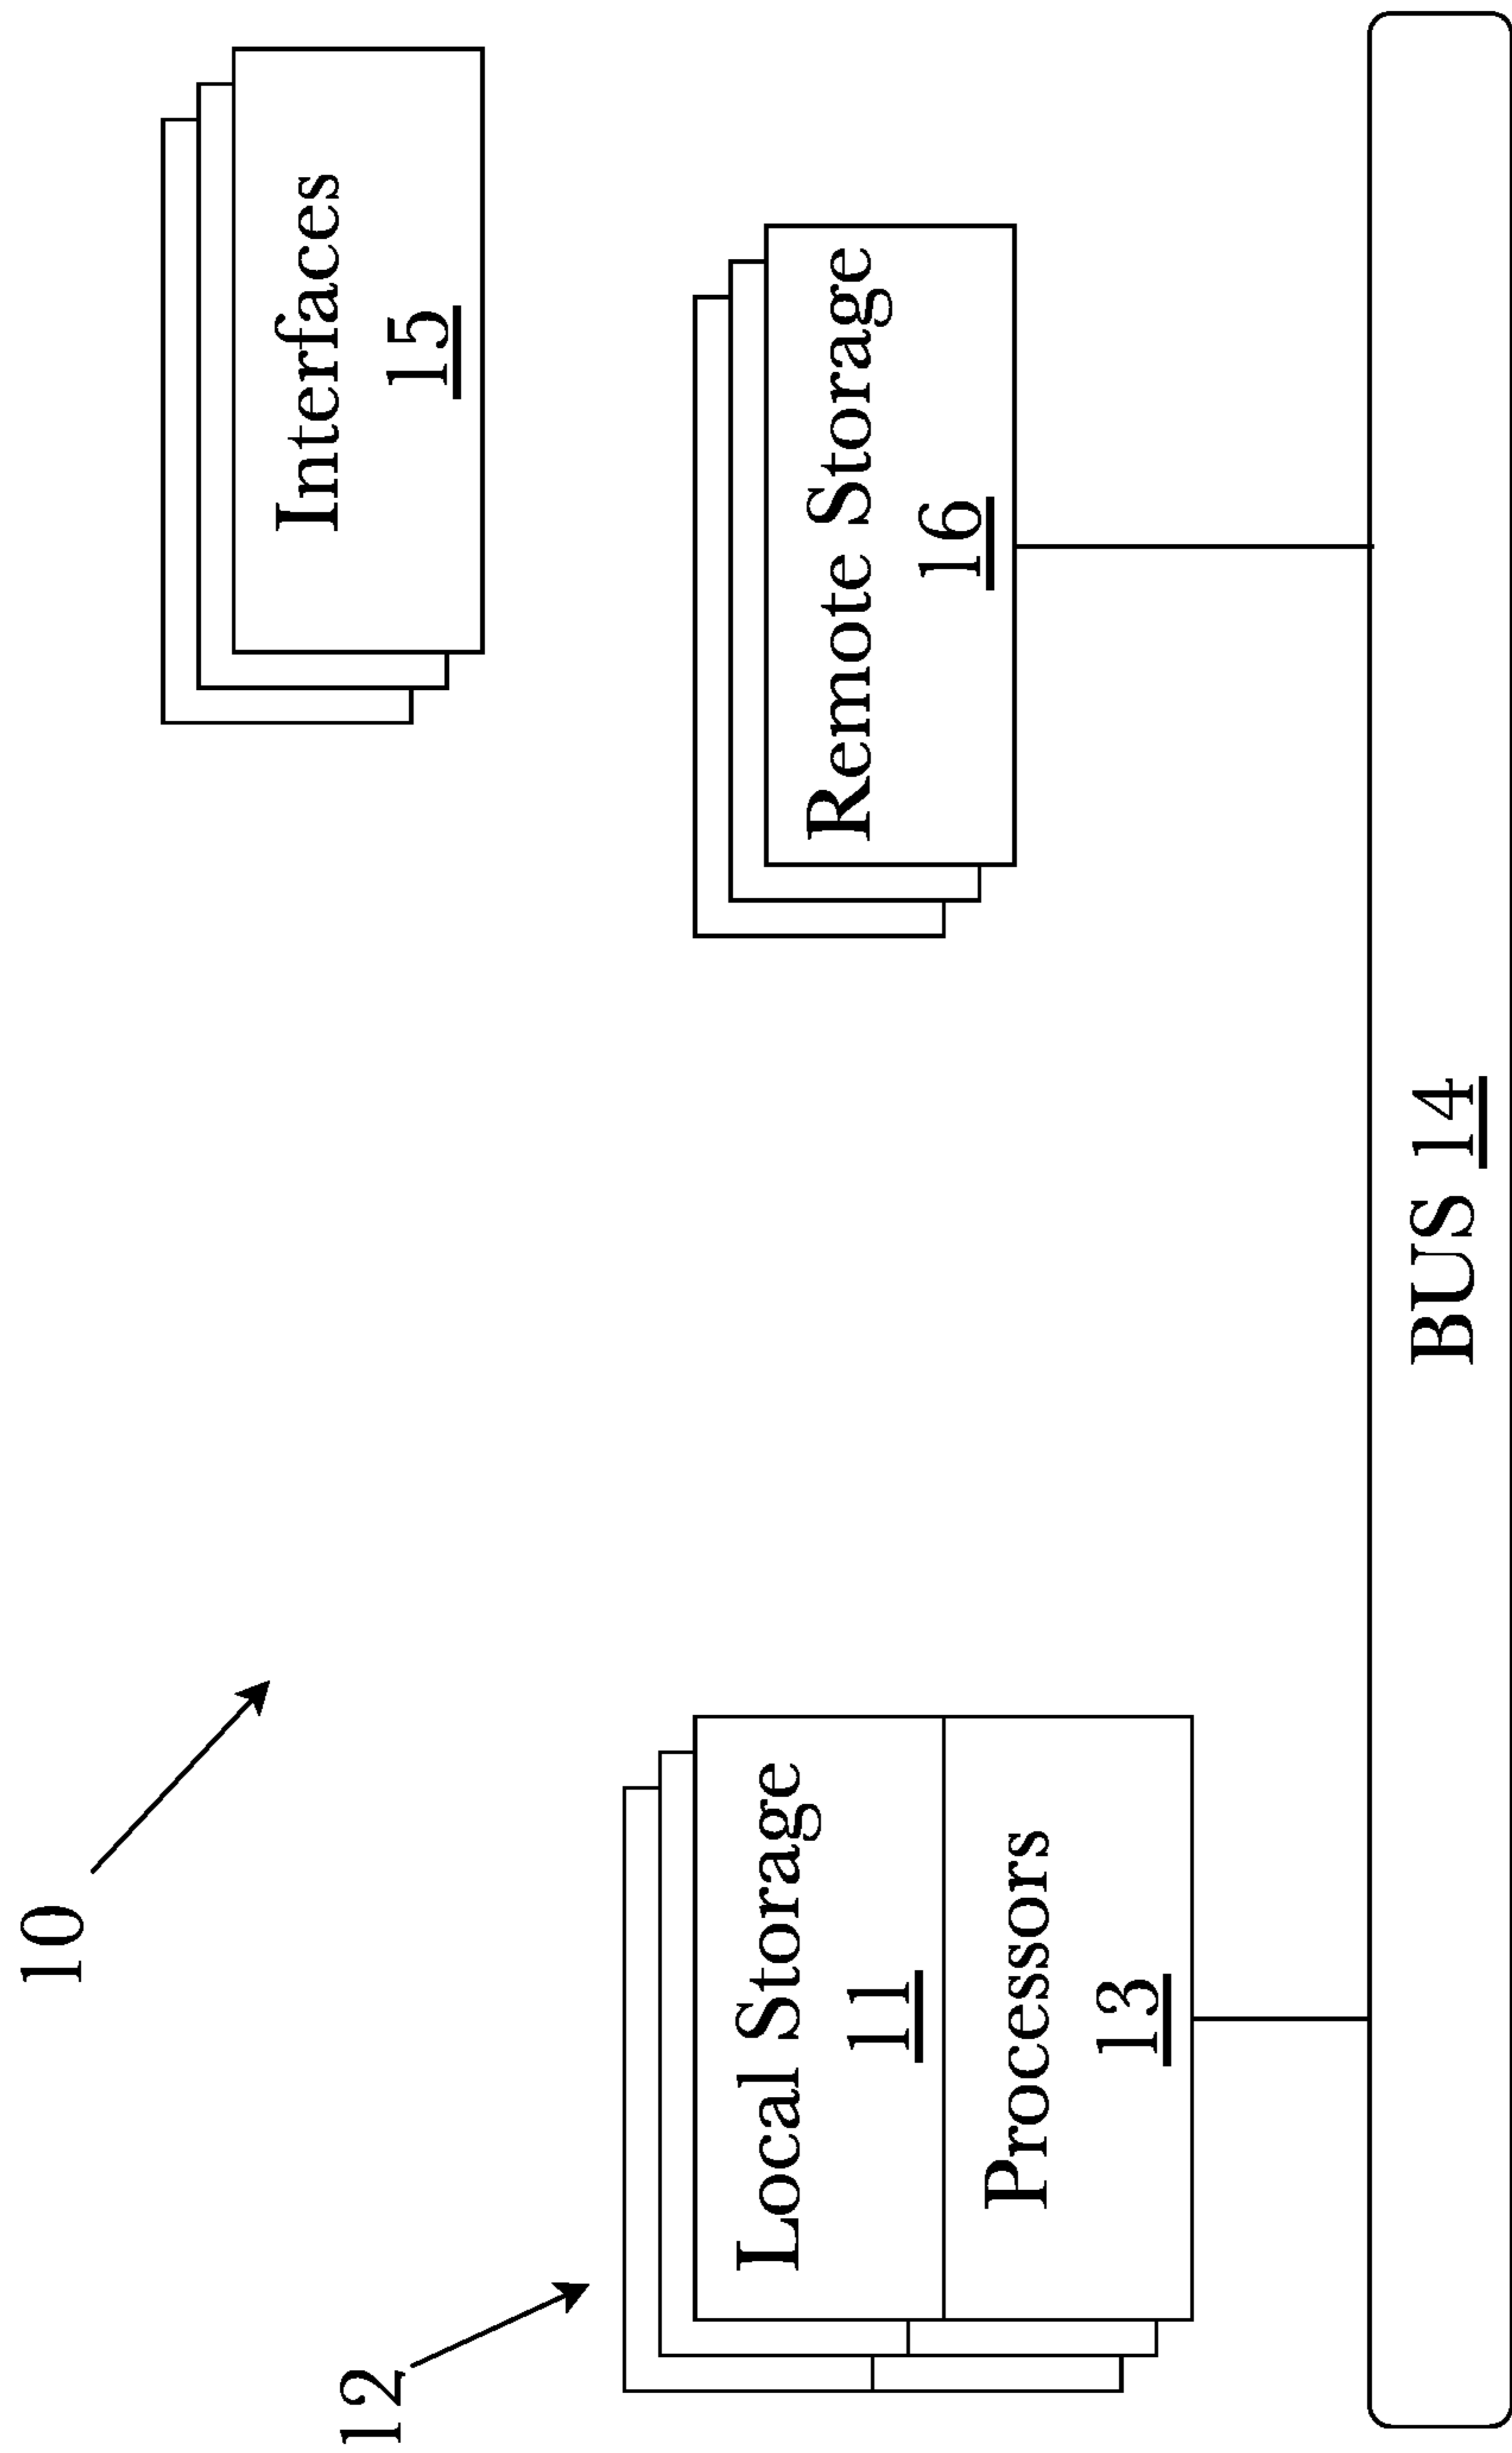 10
Interfaces
15
12
Local Storage
11
Processors
13
Remote Storage
16
BUS 14